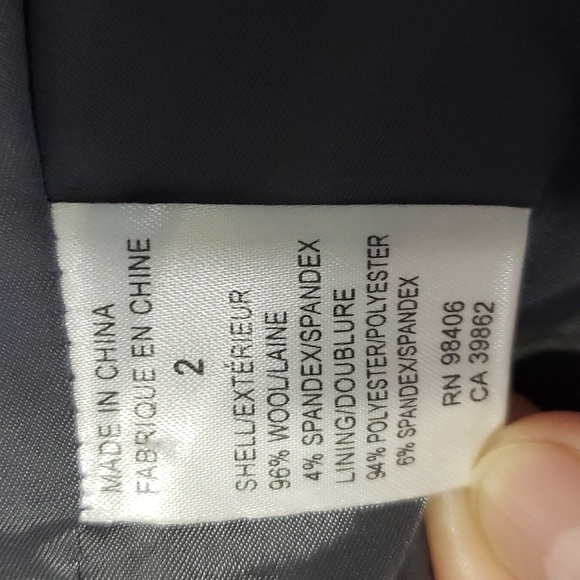 MADE IN CHINA
FABRIQUE EN CHINE
2
SHELL/EXTÉRIEUR
96% WOOL/LAINE
4% SPANDEX/SPANDEX
LINING/DOUBLURE
94% POLYESTER/POLYESTER
6% SPANDEX/SPANDEX
RN 98406
CA 39862